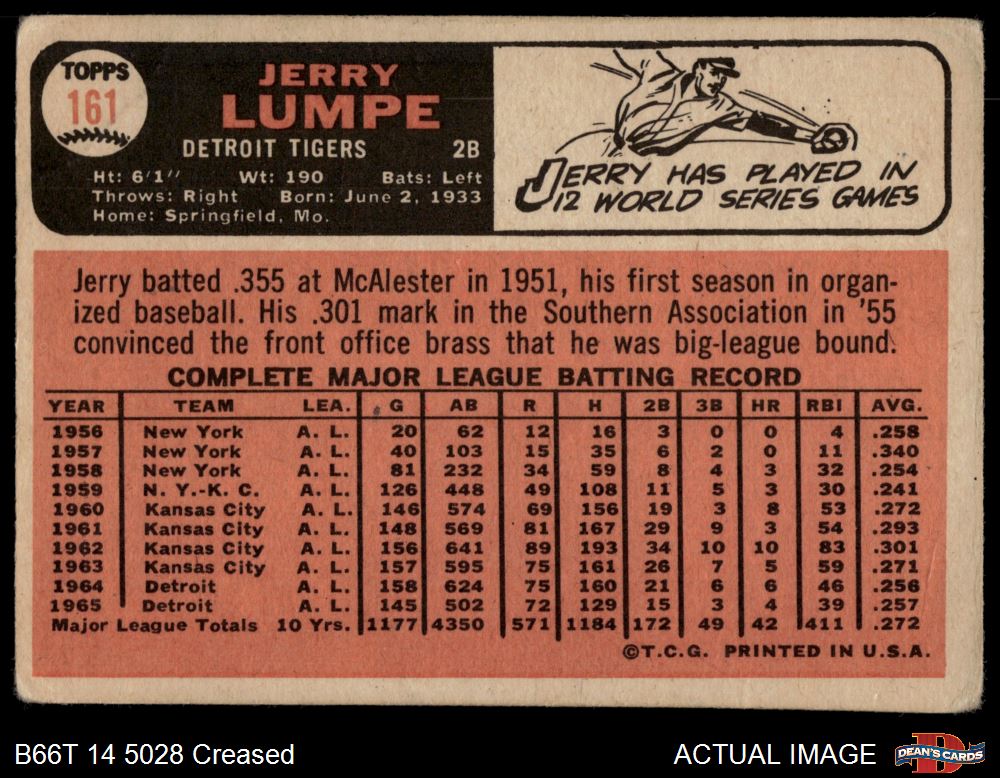 TOPPS
161
JERRY
LUMPE
DETROIT TIGERS 2B
Ht: 6'1" Wt: 190 Bats: Left
Throws: Right Born: June 2, 1933
Home: Springfield, Mo.
JERRY HAS PLAYED IN
12 WORLD SERIES GAMES
Jerry batted .355 at McAlester in 1951, his first season in organ-
ized baseball. His .301 mark in the Southern Association in '55
convinced the front office brass that he was big-league bound.
COMPLETE MAJOR LEAGUE BATTING RECORD
YEAR TEAM LEA. G AB R H 2B 3B HR RBI AVG.
1956 New York A. L. 20 62 12 16 3 0 0 4 .258
1957 New York A. L. 40 103 15 35 6 2 0 11 .340
1958 New York A. L. 81 232 34 59 8 4 3 32 .254
1959 N. Y.-K. C. A. L. 126 448 49 108 11 5 3 30 .241
1960 Kansas City A. L. 146 574 69 156 19 3 8 53 .272
1961 Kansas City A. L. 148 569 81 167 29 9 3 54 .293
1962 Kansas City A. L. 156 641 89 193 34 10 10 83 .301
1963 Kansas City A. L. 157 595 75 161 26 7 5 59 .271
1964 Detroit A. L. 158 624 75 160 21 6 6 46 .256
1965 Detroit A. L. 145 502 72 129 15 3 4 39 .257
Major League Totals 10 Yrs. 1177 4350 571 1184 172 49 42 411 .272
©T.C.G. PRINTED IN U.S.A.
B66T 14 5028 Creased
ACTUAL IMAGE
DEAN'S CARDS